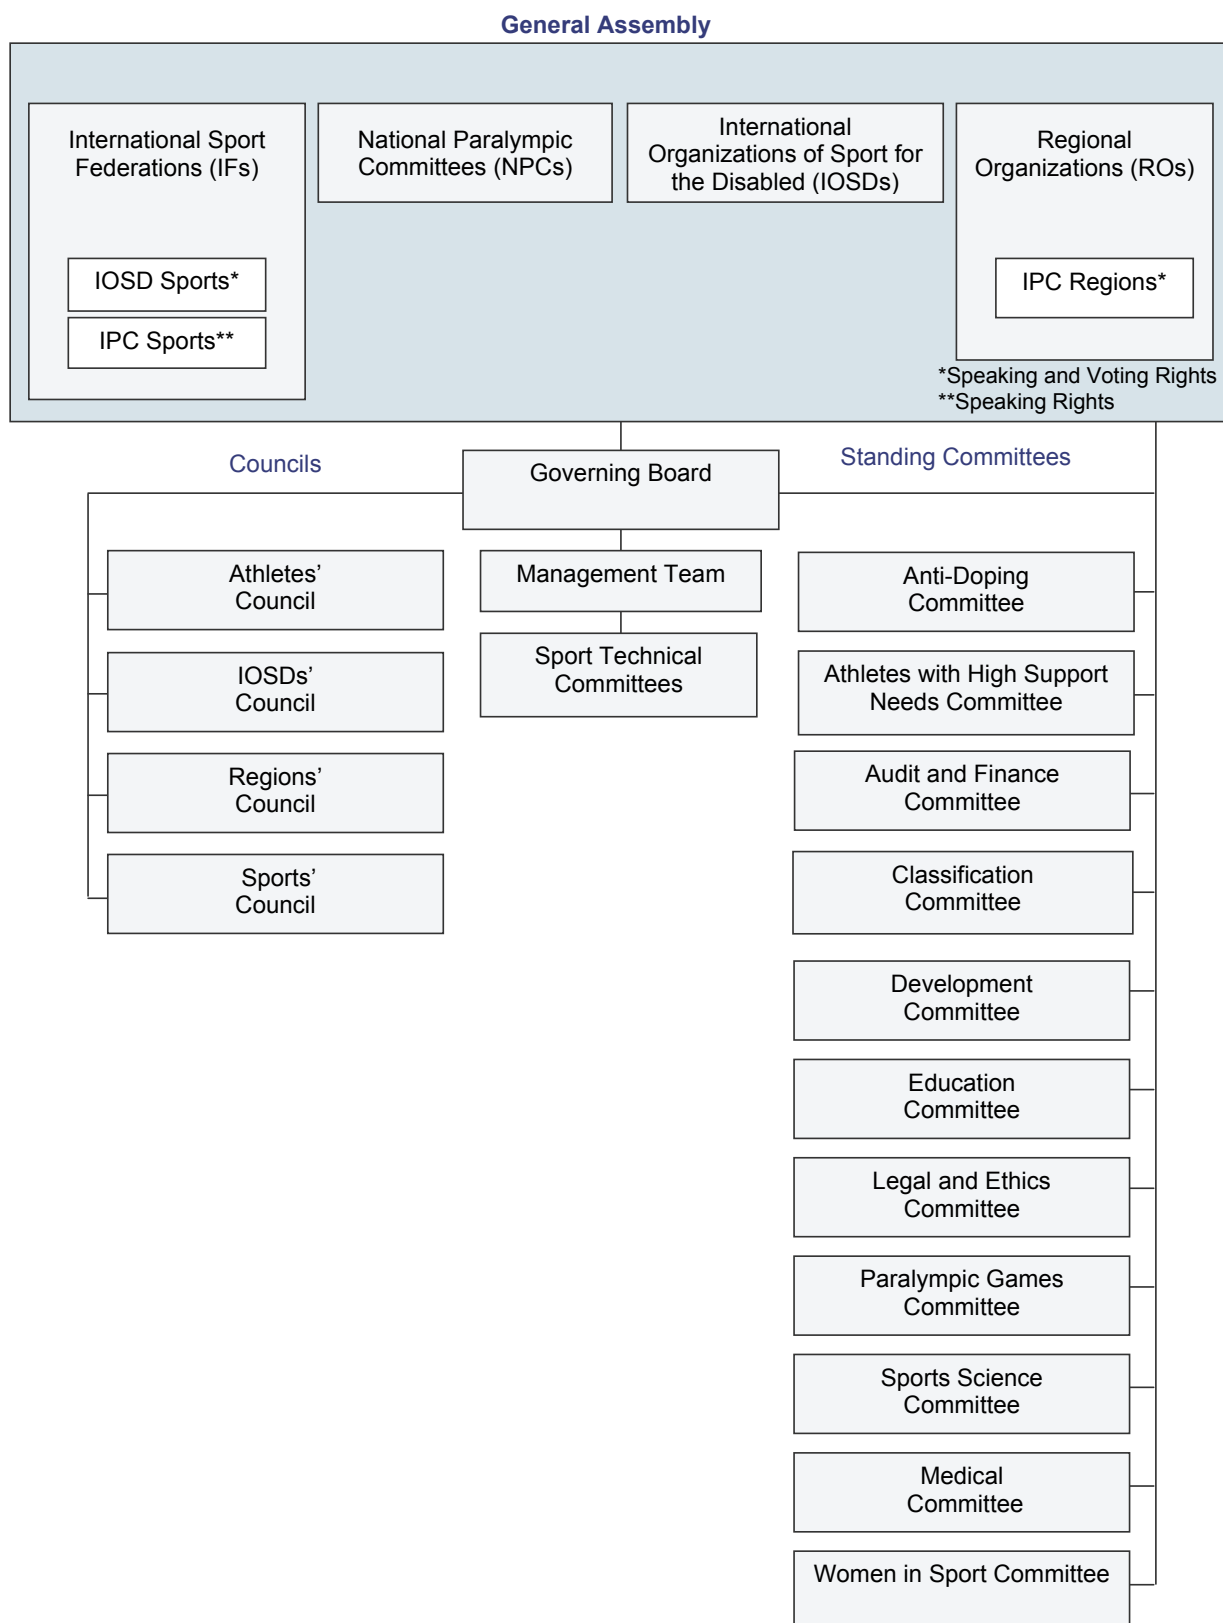 General Assembly
International Sport
Federations (IFs)
National Paralympic
Committees (NPCs)
International
Organizations of Sport for
the Disabled (IOSDs)
Regional
Organizations (ROs)
IOSD Sports*
IPC Sports**
IPC Regions*
*Speaking and Voting Rights
**Speaking Rights
Councils
Governing Board
Standing Committees
Athletes’
Council
IOSDs’
Council
Regions’
Council
Sports’
Council
Management Team
Sport Technical
Committees
Anti-Doping
Committee
Athletes with High Support
Needs Committee
Audit and Finance
Committee
Classification
Committee
Development
Committee
Education
Committee
Legal and Ethics
Committee
Paralympic Games
Committee
Sports Science
Committee
Medical
Committee
Women in Sport Committee